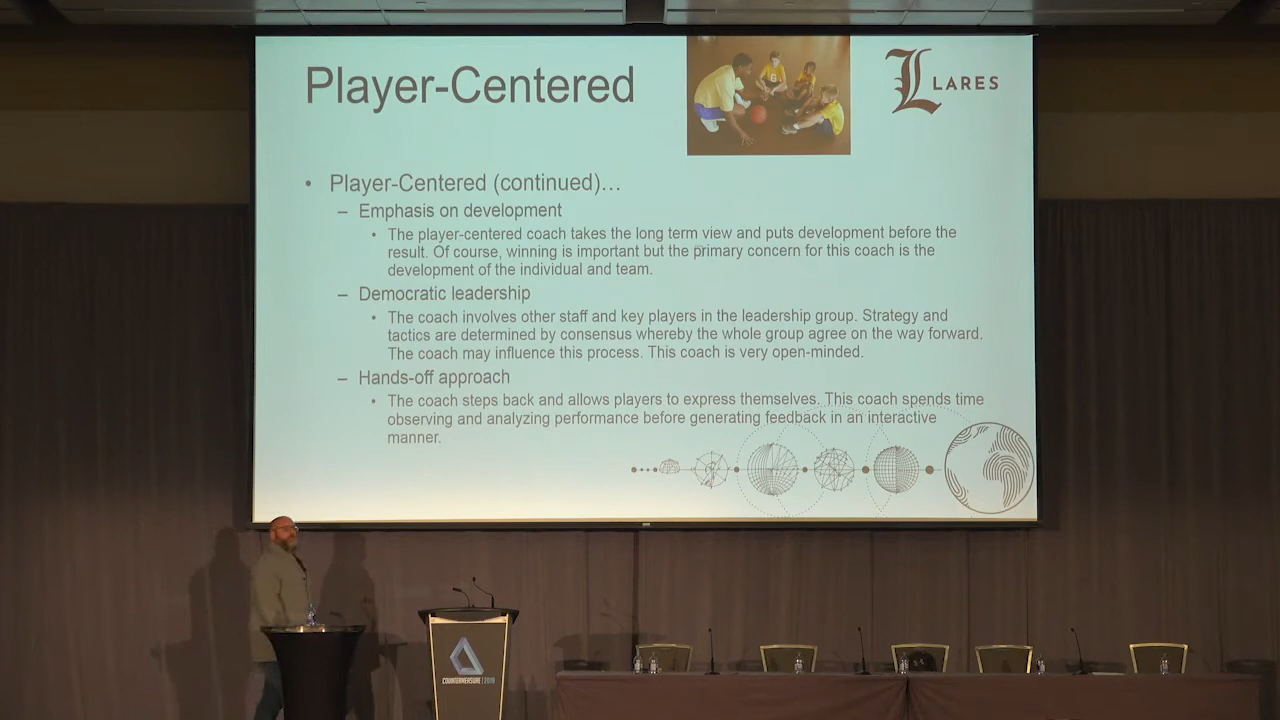 Player-Centered
L LARES
• Player-Centered (continued)…
– Emphasis on development
• The player-centered coach takes the long term view and puts development before the
result. Of course, winning is important but the primary concern for this coach is the
development of the individual and team.
– Democratic leadership
• The coach involves other staff and key players in the leadership group. Strategy and
tactics are determined by consensus whereby the whole group agree on the way forward.
The coach may influence this process. This coach is very open-minded.
– Hands-off approach
• The coach steps back and allows players to express themselves. This coach spends time
observing and analyzing performance before generating feedback in an interactive
manner.
COUNTERMEASURE | 2019